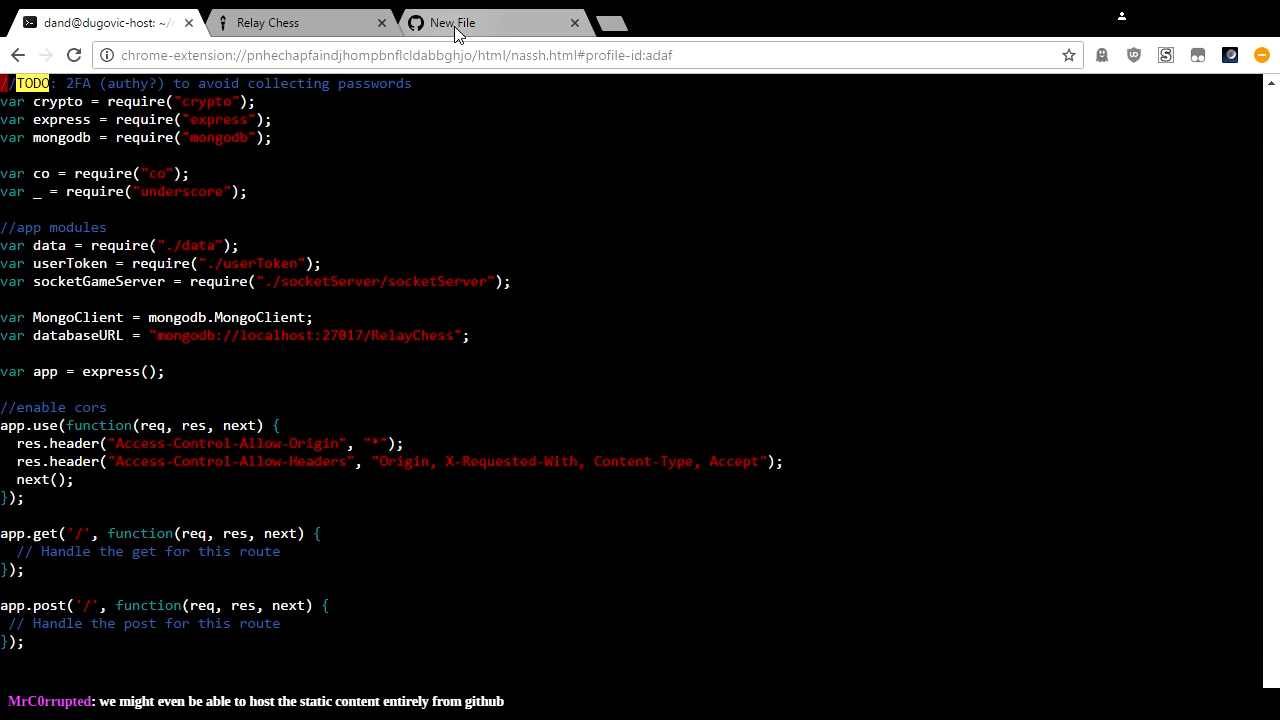 dand@dugovic-host: ~/r
Relay Chess
New File
chrome-extension://pnhechapfaindjhompbnflcldabbghjo/html/nassh.html#profile-id:adaf
//TODO: 2FA (authy?) to avoid collecting passwords
var crypto = require("crypto");
var express = require("express");
var mongodb = require("mongodb");
var co = require("co");
var _ = require("underscore");
//app modules
var data = require("./data");
var userToken = require("./userToken");
var socketGameServer = require("./socketServer/socketServer");
var MongoClient = mongodb.MongoClient;
var databaseURL = "mongodb://localhost:27017/RelayChess";
var app = express();
//enable cors
app.use(function(req, res, next) {
  res.header("Access-Control-Allow-Origin", "*");
  res.header("Access-Control-Allow-Headers", "Origin, X-Requested-With, Content-Type, Accept");
  next();
});
app.get('/', function(req, res, next) {
  // Handle the get for this route
});
app.post('/', function(req, res, next) {
 // Handle the post for this route
});
MrC0rrupted: we might even be able to host the static content entirely from github